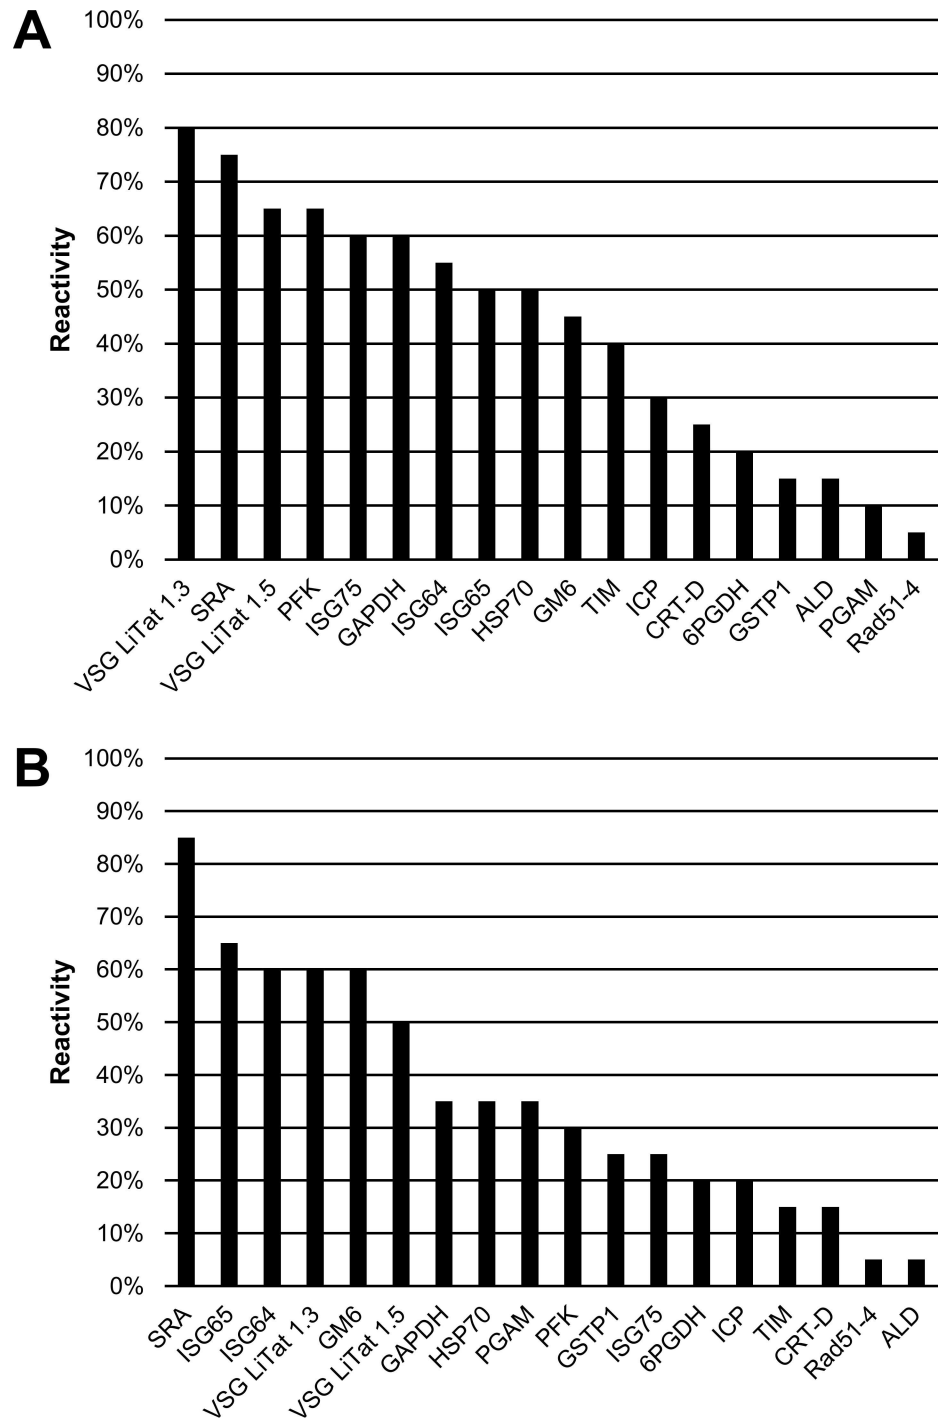 A
100%
90%
80%
70%
60%
50%
40%
30%
20%
10%
0%
Reactivity
VSG LiTat 1.3
SRA
VSG LiTat 1.5
PFK
ISG75
GAPDH
ISG64
ISG65
HSP70
GM6
TIM
ICP
CRT-D
6PGDH
GSTP1
ALD
PGAM
Rad51-4
B
100%
90%
80%
70%
60%
50%
40%
30%
20%
10%
0%
Reactivity
SRA
ISG65
ISG64
VSG LiTat 1.3
GM6
VSG LiTat 1.5
GAPDH
HSP70
PGAM
PFK
GSTP1
ISG75
6PGDH
ICP
TIM
CRT-D
Rad51-4
ALD